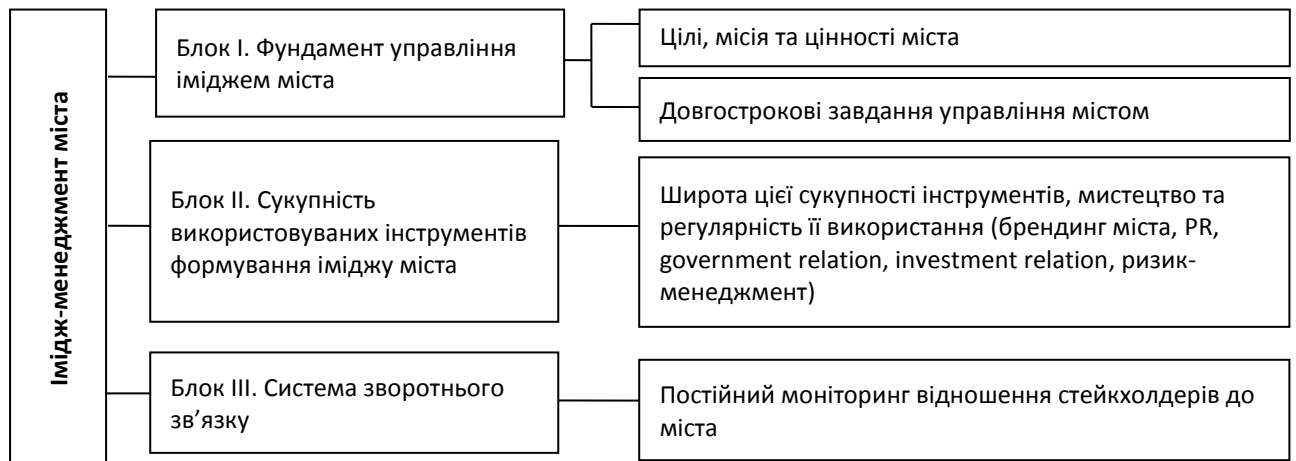 Імідж-менеджмент міста
Блок І. Фундамент управління
іміджем міста
Цілі, місія та цінності міста
Довгострокові завдання управління містом
Блок ІІ. Сукупність
використовуваних інструментів
формування іміджу міста
Широта цієї сукупності інструментів, мистецтво та
регулярність її використання (брендинг міста, PR,
government relation, investment relation, ризик-
менеджмент)
Блок ІІІ. Система зворотнього
зв’язку
Постійний моніторинг відношення стейкхолдерів до
міста